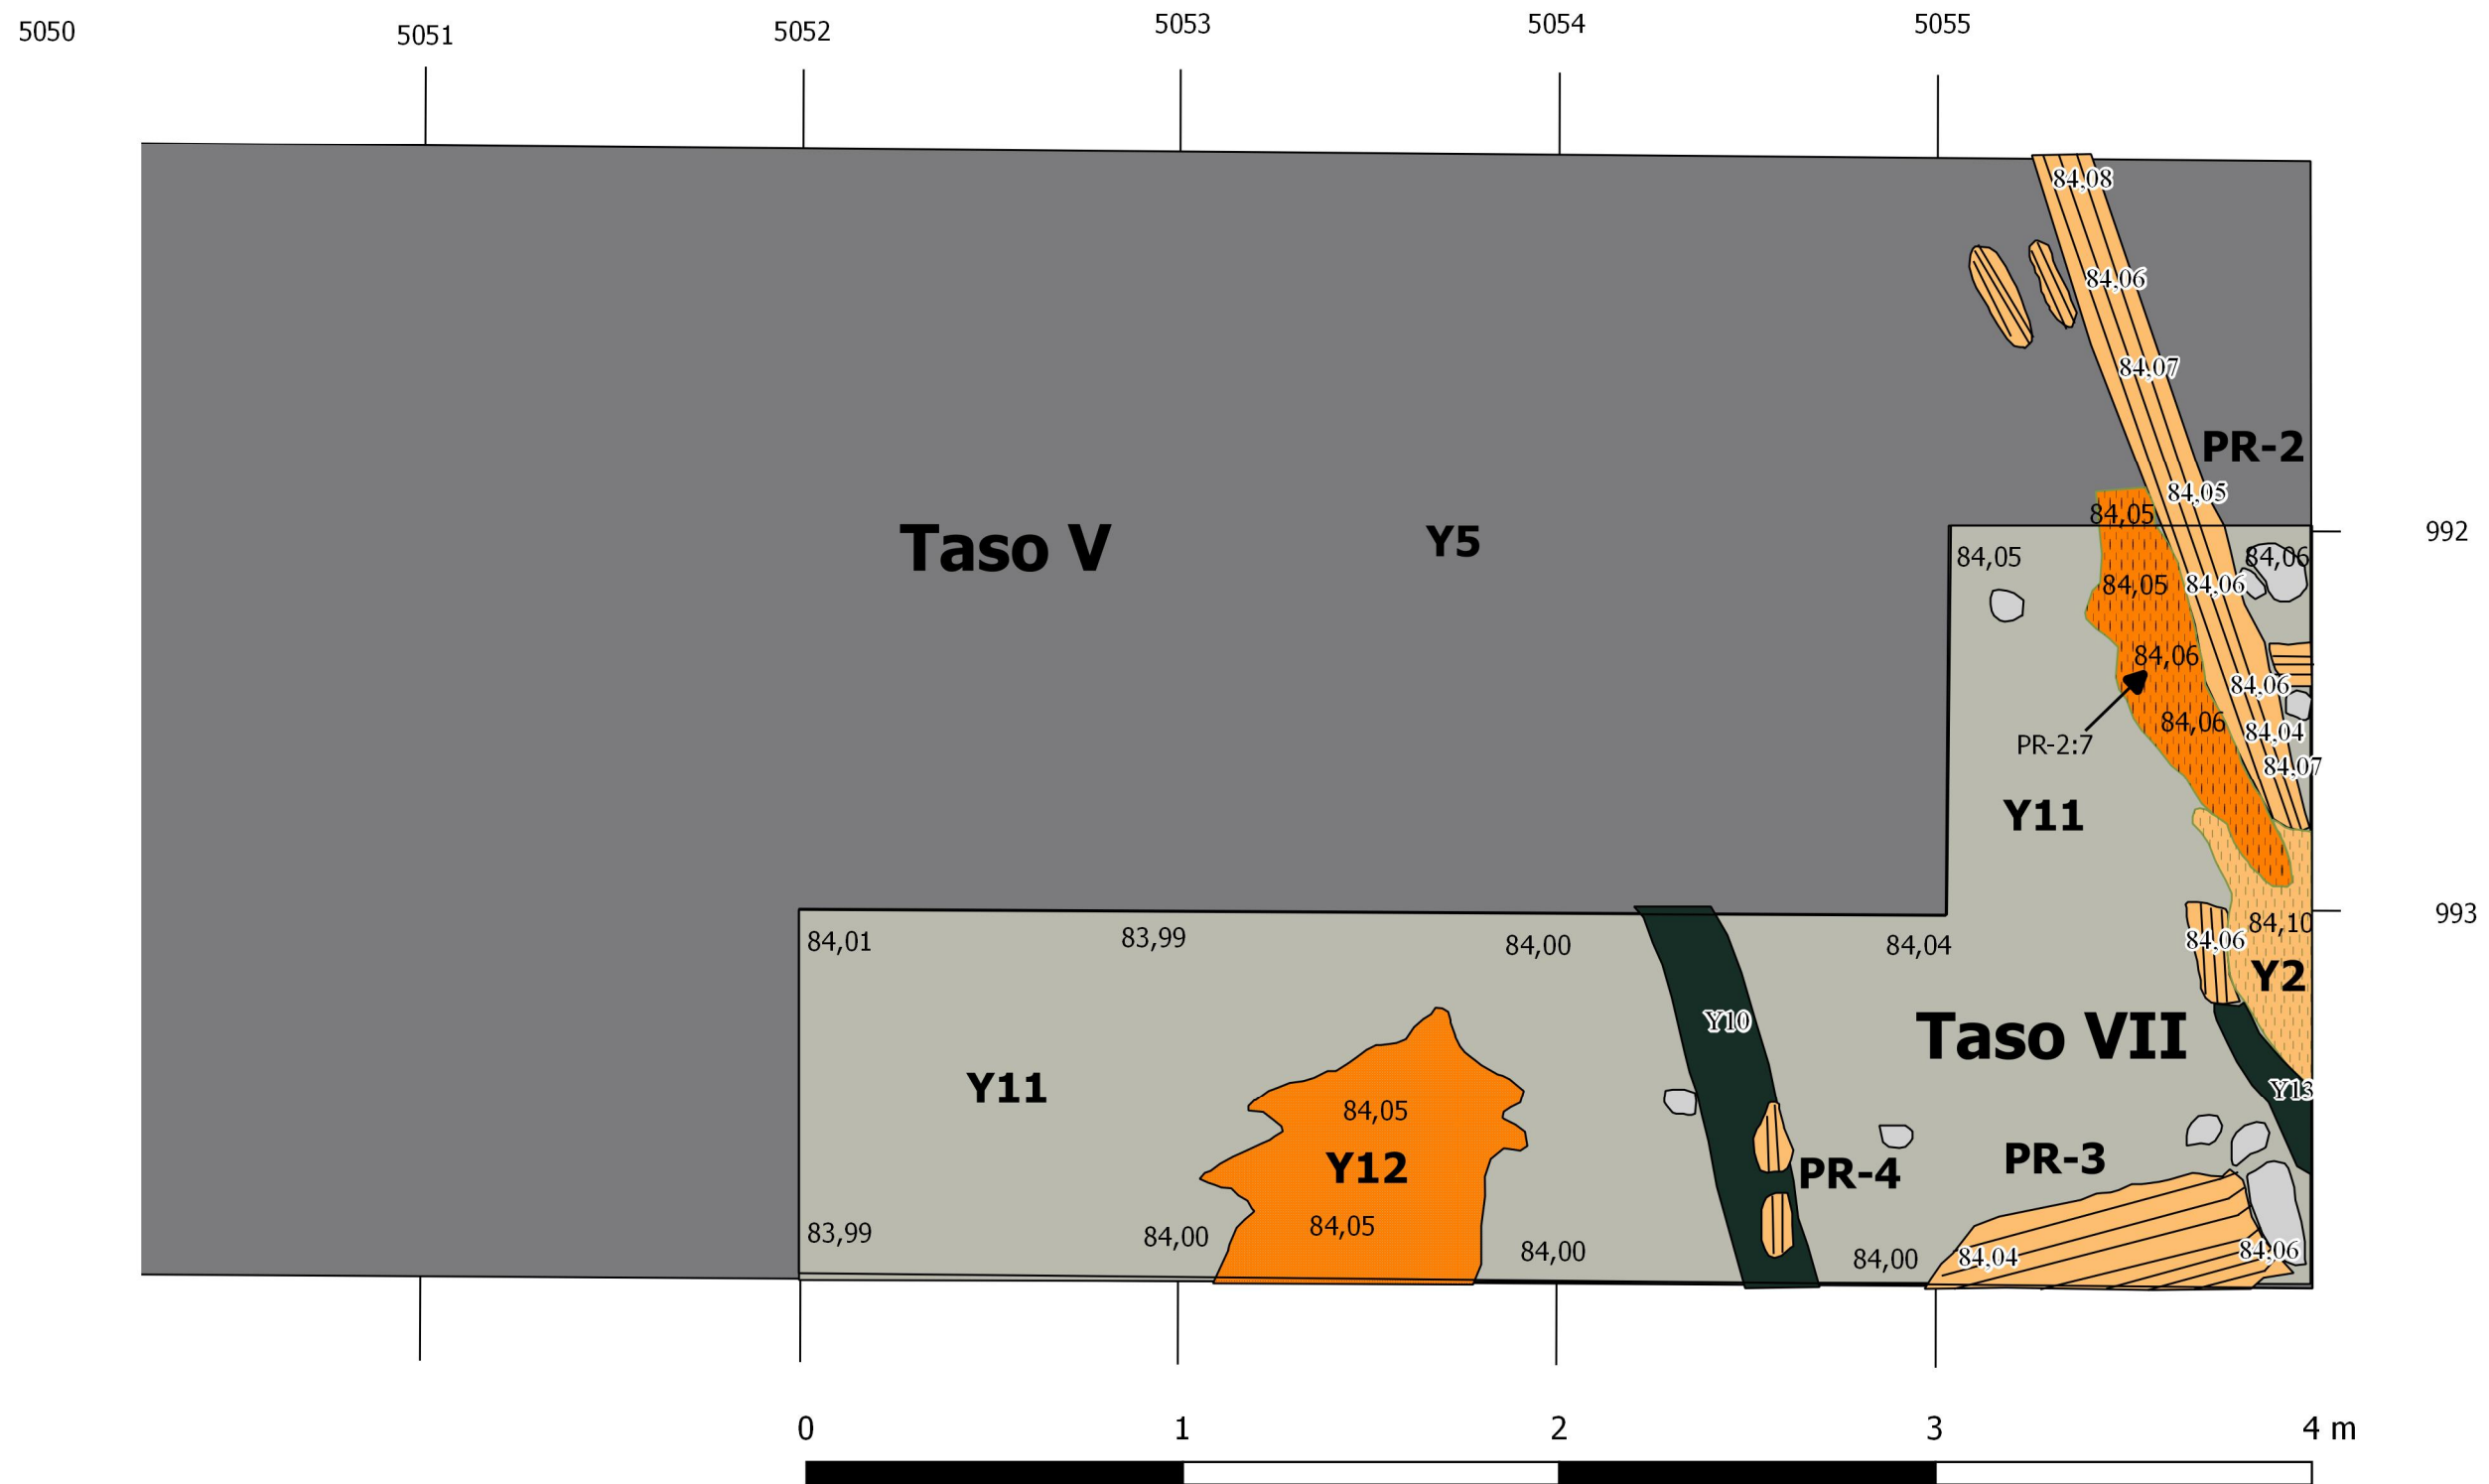 5050 5051 5052 5053 5054 5055
84,08
84,06
84,07
PR-2
84,05
84,05
Taso V Y5 992
84,05 84,06
84,05 84,06
84,06
84,06
84,06
84,04
PR-2:7
84,07
Y11
993
84,10
84,01 83,99 84,00 84,04 84,06
Y2
Y10
Taso VII
Y11 Y13
84,05
Y12 PR-4 PR-3
84,05
83,99 84,00 84,00 84,00 84,04 84,06
0 1 2 3 4 m